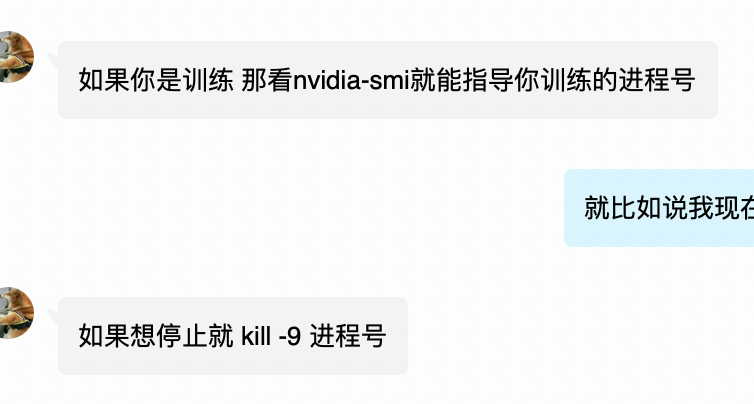 如果你是训练 那看nvidia-smi就能指导你训练的进程号
就比如说我现在
如果想停止就 kill -9 进程号